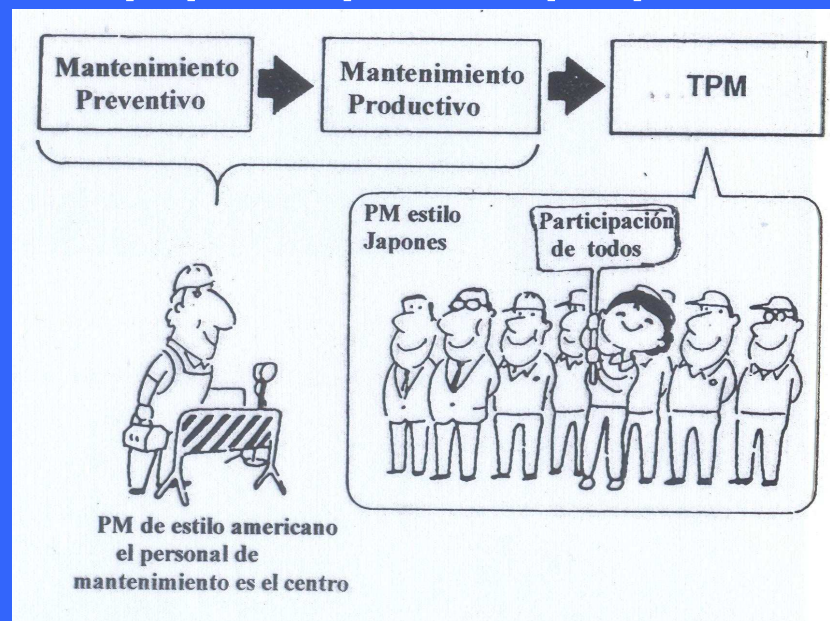 Mantenimiento
Preventivo
Mantenimiento
Productivo
TPM
PM estilo
Japones
Participación
de todos
PM de estilo americano
el personal de
mantenimiento es el centro